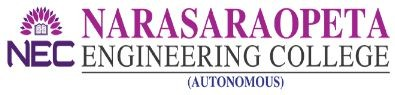 NEC
NARASARAOPETA
ENGINEERING COLLEGE
(AUTONOMOUS)